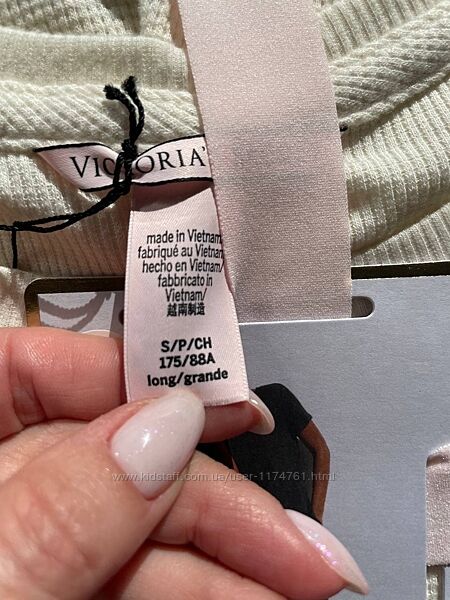 VICTORIA'
made in Vietnam/
fabriqué au Vietnam/
hecho en Vietnam/
fabbricato in
Vietnam/
越南制造
S/P/CH
175/88A
long/grande
www.kidstaff.com.ua/user-1174761.html